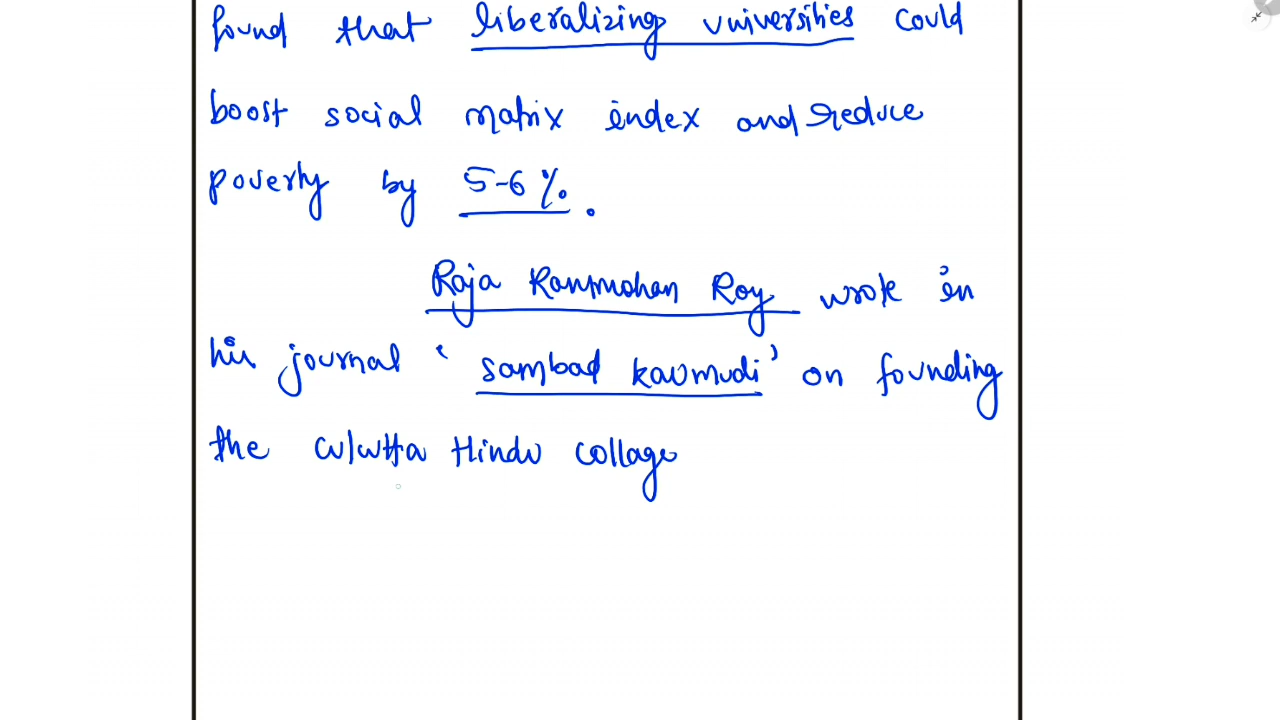 found that liberalizing universities could
boost social matrix index and reduce
poverty by 5-6%.
Raja Rammohan Roy wrote in
his journal 'sambad kaumudi' on founding
the calcutta Hindu collage